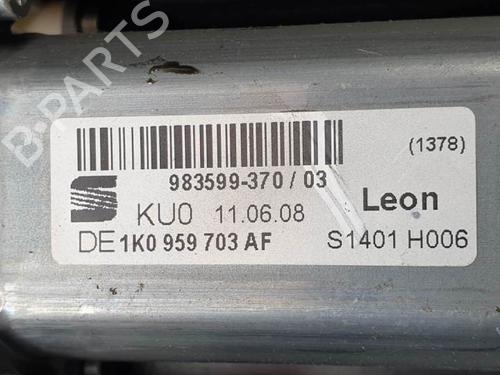 B-PARTS
(1378)
983599-370 / 03
KU0 11.06.08
Leon
DE 1K0 959 703 AF
S1401 H006